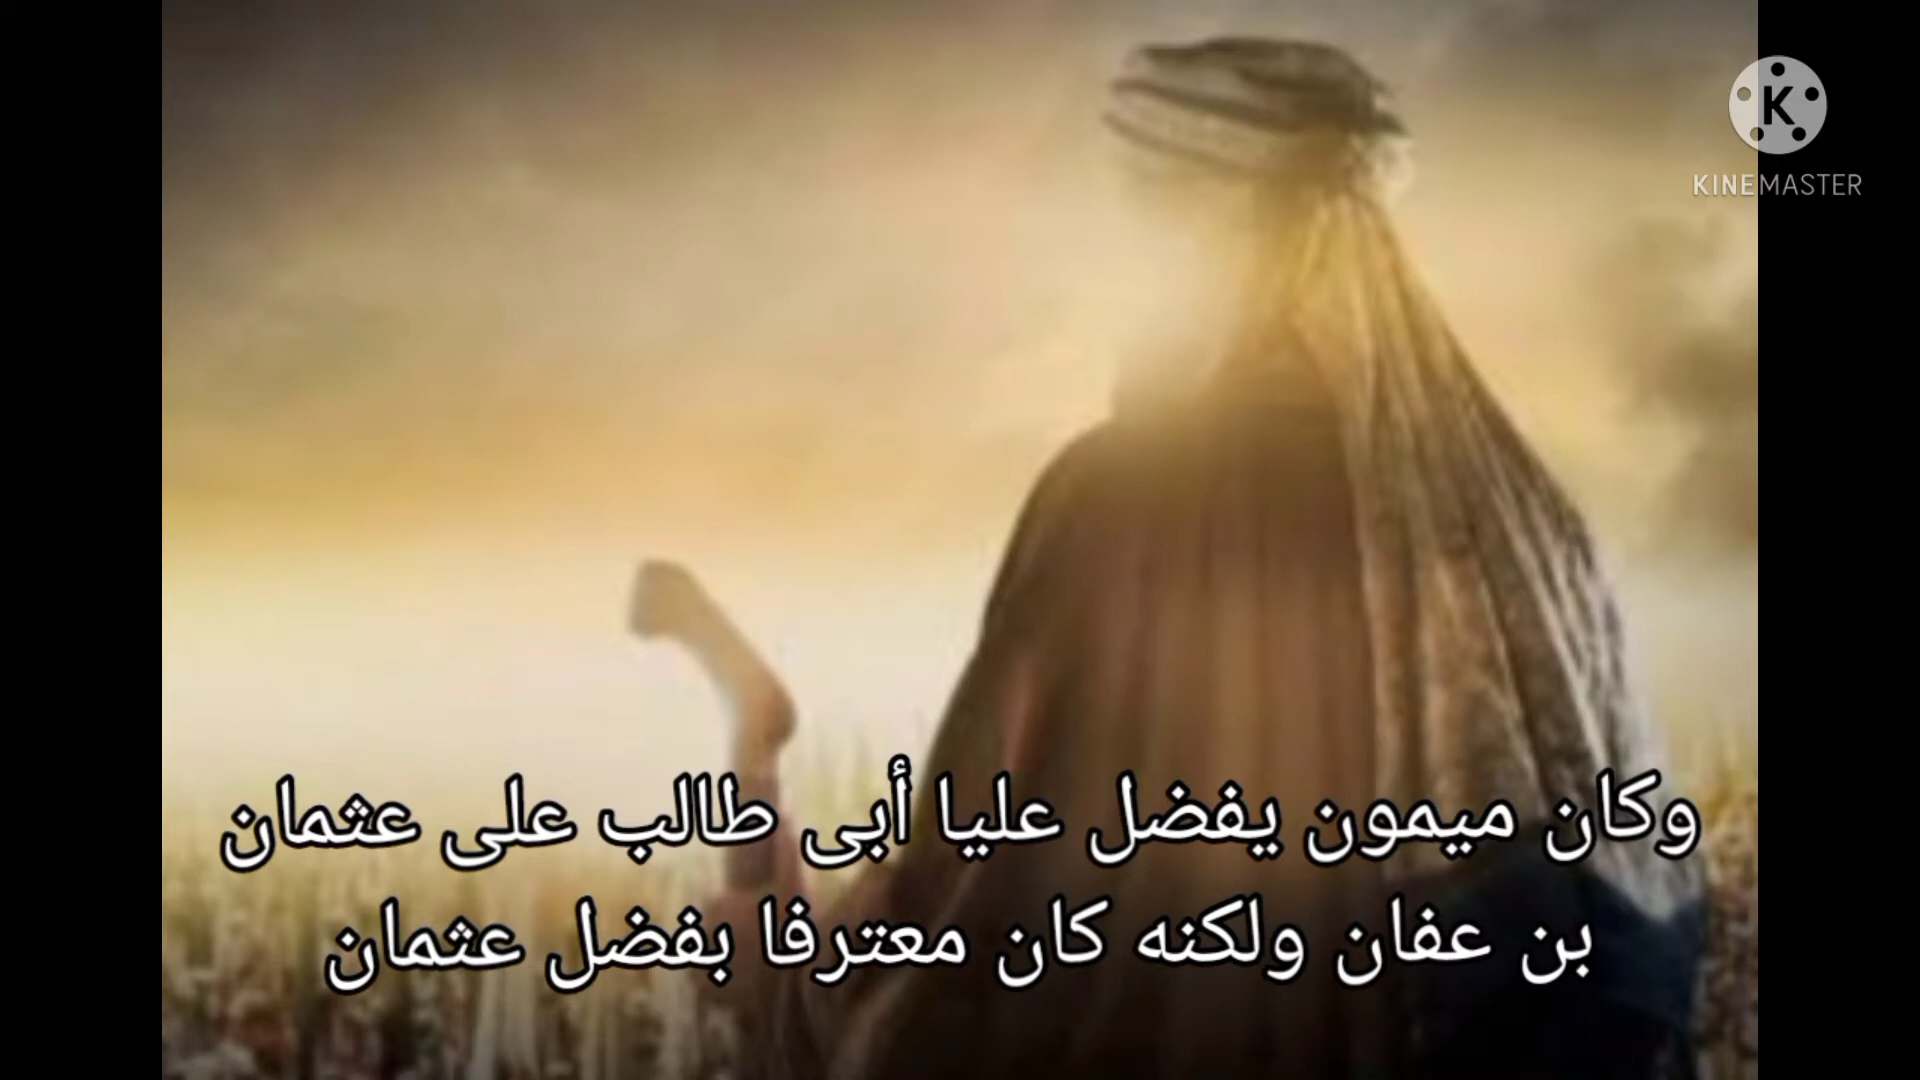 KINEMASTER
وكان ميمون يفضل عليا أبى طالب على عثمان
بن عفان ولكنه كان معترفا بفضل عثمان